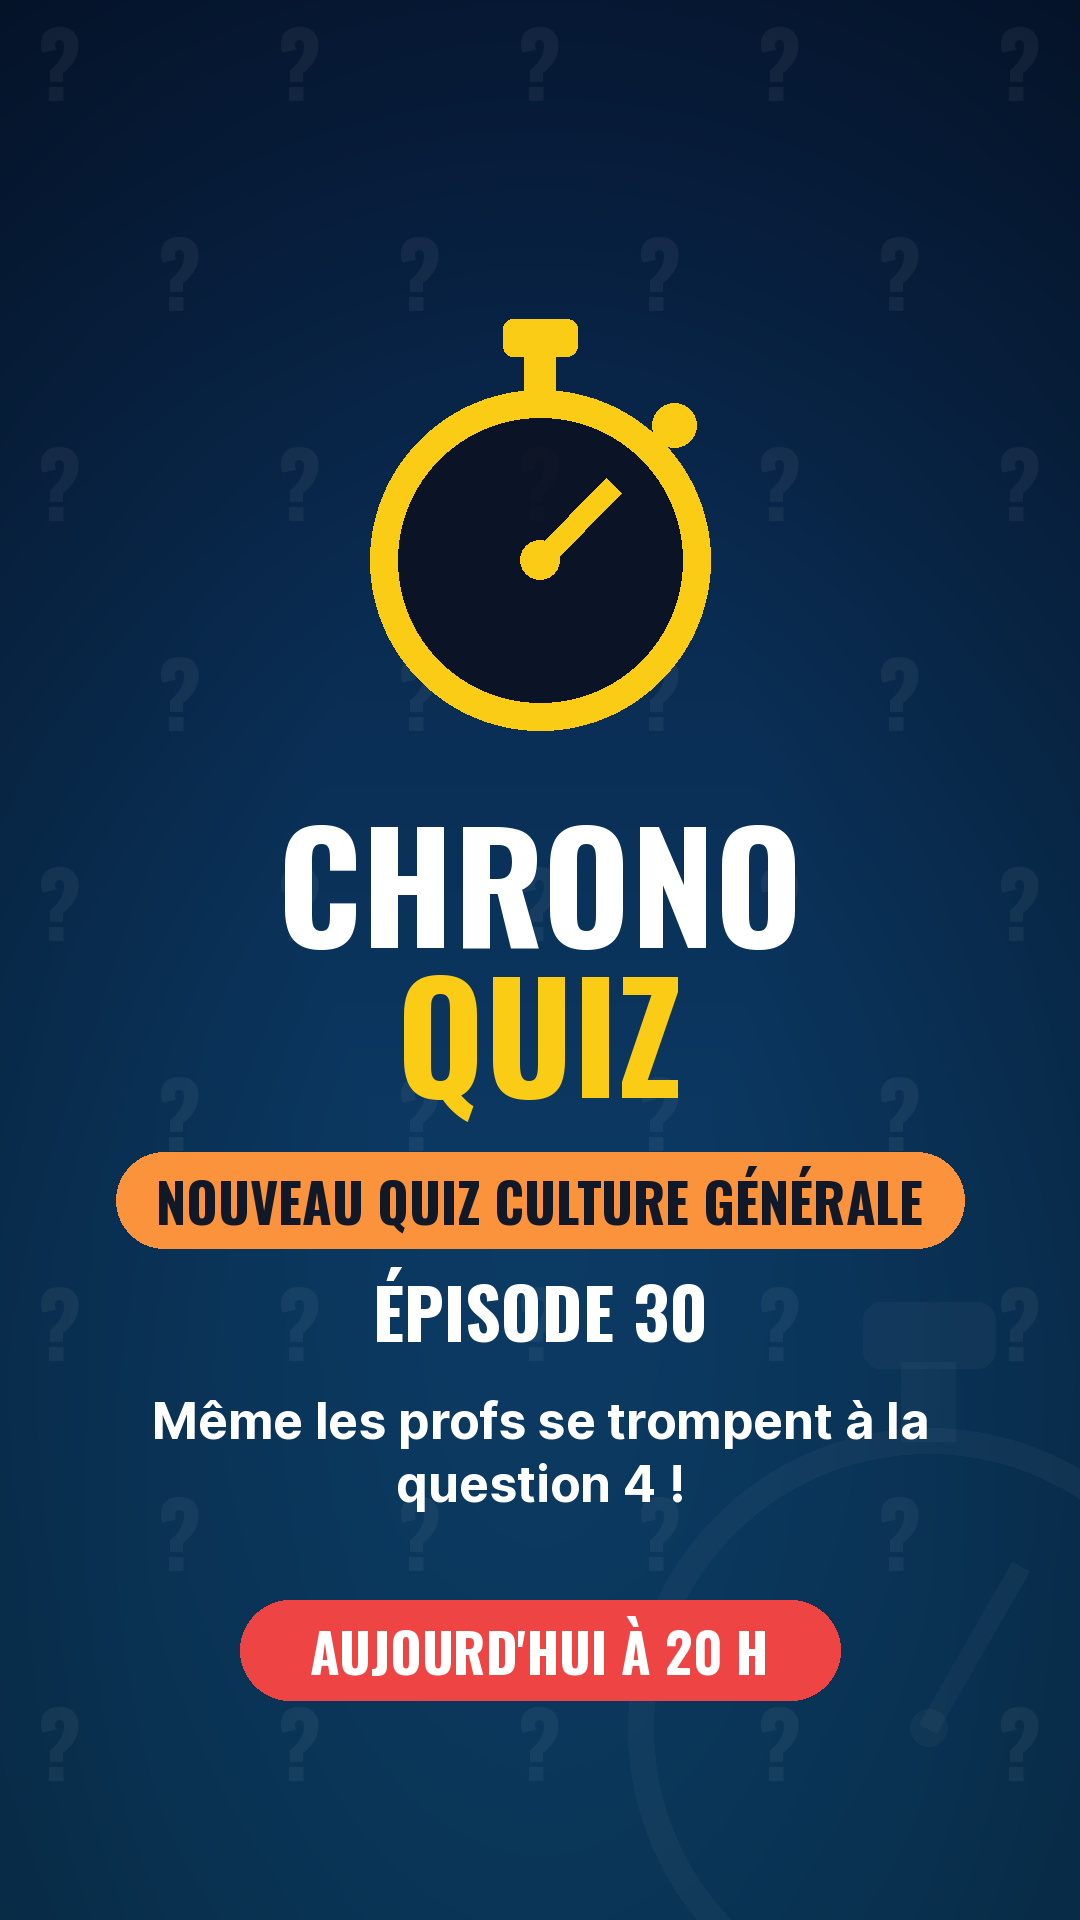 CHRONO
QUIZ
NOUVEAU QUIZ CULTURE GÉNÉRALE
ÉPISODE 30
Même les profs se trompent à la
question 4 !
AUJOURD'HUI À 20 H